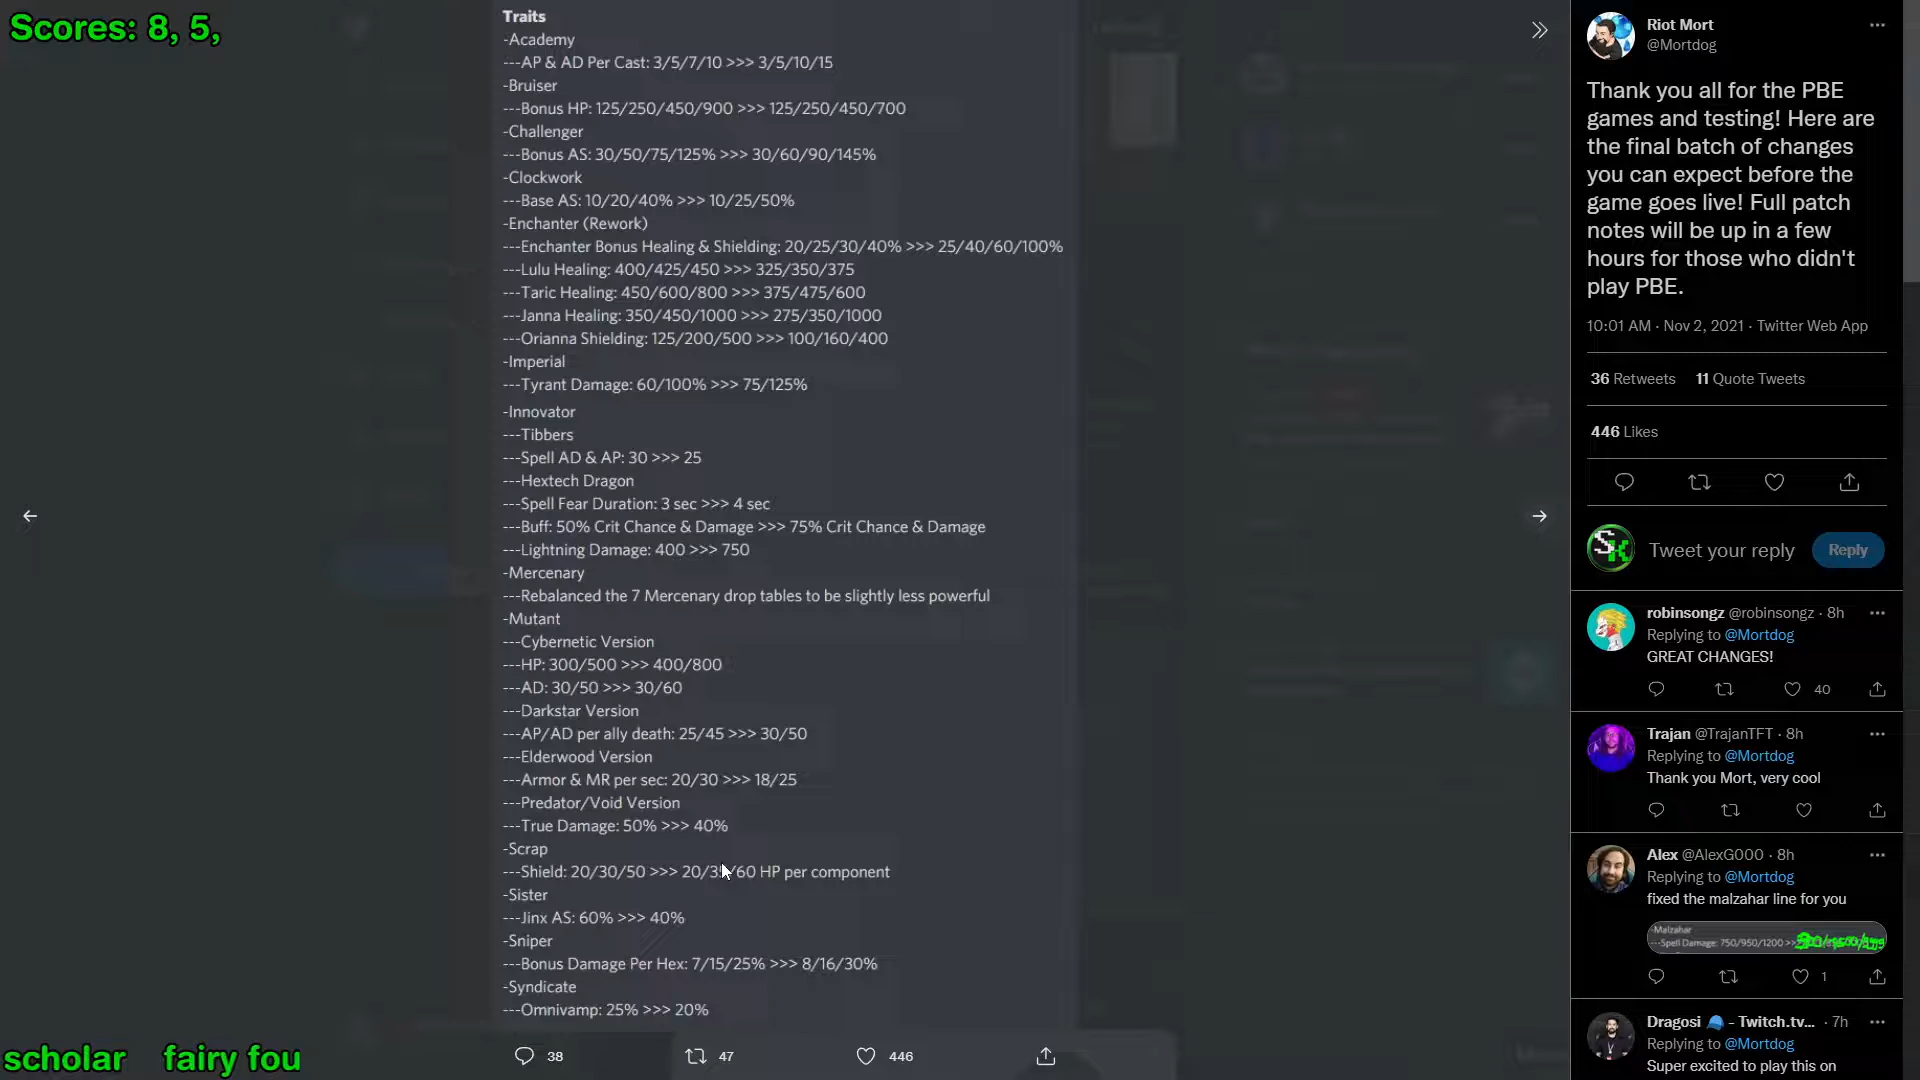 Scores: 8, 5,
Traits
-Academy
---AP & AD Per Cast: 3/5/7/10 >>> 3/5/10/15
-Bruiser
---Bonus HP: 125/250/450/900 >>> 125/250/450/700
-Challenger
---Bonus AS: 30/50/75/125% >>> 30/60/90/145%
-Clockwork
---Base AS: 10/20/40% >>> 10/25/50%
-Enchanter (Rework)
---Enchanter Bonus Healing & Shielding: 20/25/30/40% >>> 25/40/60/100%
---Lulu Healing: 400/425/450 >>> 325/350/375
---Taric Healing: 450/600/800 >>> 375/475/600
---Janna Healing: 350/450/1000 >>> 275/350/1000
---Orianna Shielding: 125/200/500 >>> 100/160/400
-Imperial
---Tyrant Damage: 60/100% >>> 75/125%
-Innovator
---Tibbers
---Spell AD & AP: 30 >>> 25
---Hextech Dragon
---Spell Fear Duration: 3 sec >>> 4 sec
---Buff: 50% Crit Chance & Damage >>> 75% Crit Chance & Damage
---Lightning Damage: 400 >>> 750
-Mercenary
---Rebalanced the 7 Mercenary drop tables to be slightly less powerful
-Mutant
---Cybernetic Version
---HP: 300/500 >>> 400/800
---AD: 30/50 >>> 30/60
---Darkstar Version
---AP/AD per ally death: 25/45 >>> 30/50
---Elderwood Version
---Armor & MR per sec: 20/30 >>> 18/25
---Predator/Void Version
---True Damage: 50% >>> 40%
-Scrap
---Shield: 20/30/50 >>> HP per component
-Sister
---Jinx AS: 60% >>> 40%
-Sniper
---Bonus Damage Per Hex: 7/15/25% >>> 8/16/30%
-Syndicate
---Omnivamp: 25% >>> 20%
38 47 446
scholar fairy fou
Riot Mort
@Mortdog
Thank you all for the PBE
games and testing! Here are
the final batch of changes
you can expect before the
game goes live! Full patch
notes will be up in a few
hours for those who didn't
play PBE.
10:01 AM · Nov 2, 2021 · Twitter Web App
36 Retweets 11 Quote Tweets
446 Likes
Tweet your reply Reply
robinsongz @robinsongz · 8h
Replying to @Mortdog
GREAT CHANGES!
40
Trajan @TrajanTFT · 8h
Replying to @Mortdog
Thank you Mort, very cool
Alex @AlexG000 · 8h
Replying to @Mortdog
fixed the malzahar line for you
-Malzahar
---Spell Damage: 750/950/1200 >>
1
Dragosi - Twitch.tv... · 7h
Replying to @Mortdog
Super excited to play this on